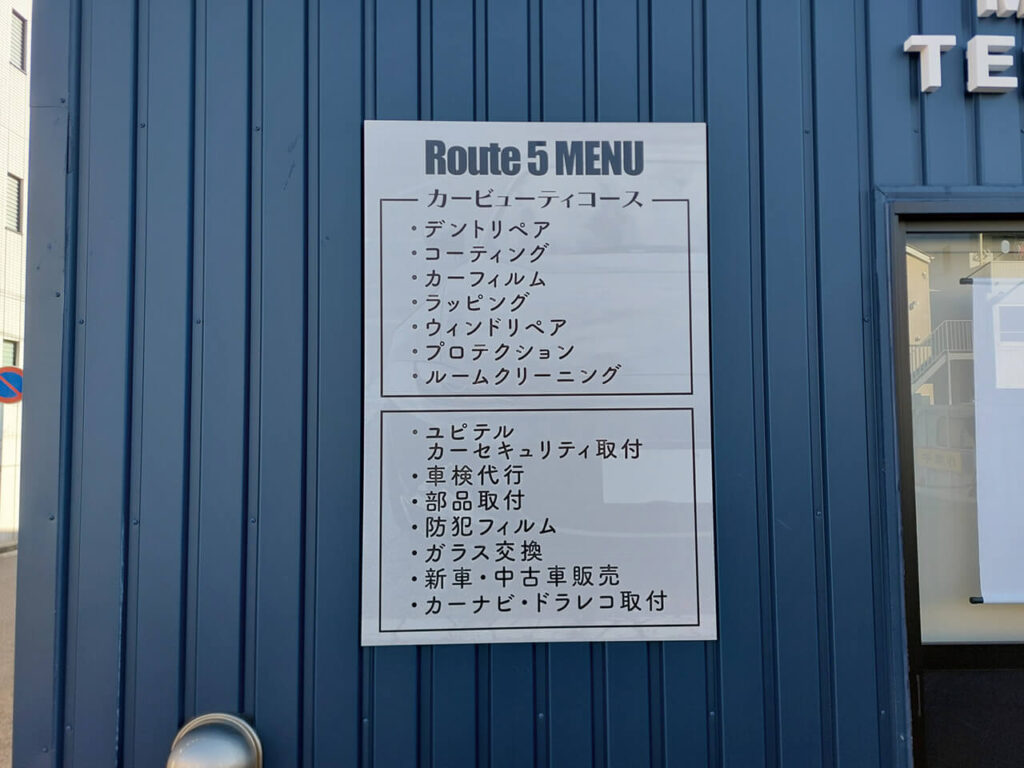 Route 5 MENU
カービューティコース
・デントリペア
・コーティング
・カーフィルム
・ラッピング
・ウィンドリペア
・プロテクション
・ルームクリーニング
・ユピテル
カーセキュリティ取付
・車検代行
・部品取付
・防犯フィルム
・ガラス交換
・新車・中古車販売
・カーナビ・ドラレコ取付
TE